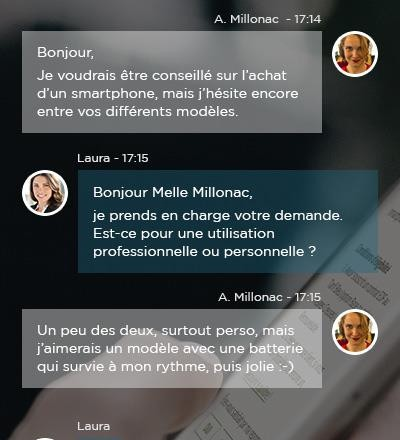 A. Millonac - 17:14
Bonjour,
Je voudrais être conseillé sur l'achat
d'un smartphone, mais j'hésite encore
entre vos différents modèles.
Laura - 17:15
Bonjour Melle Millonac,
je prends en charge votre demande.
Est-ce pour une utilisation
professionnelle ou personnelle ?
A. Millonac - 17:15
Un peu des deux, surtout perso, mais
j'aimerais un modèle avec une batterie
qui survie à mon rythme, puis jolie :-)
Laura